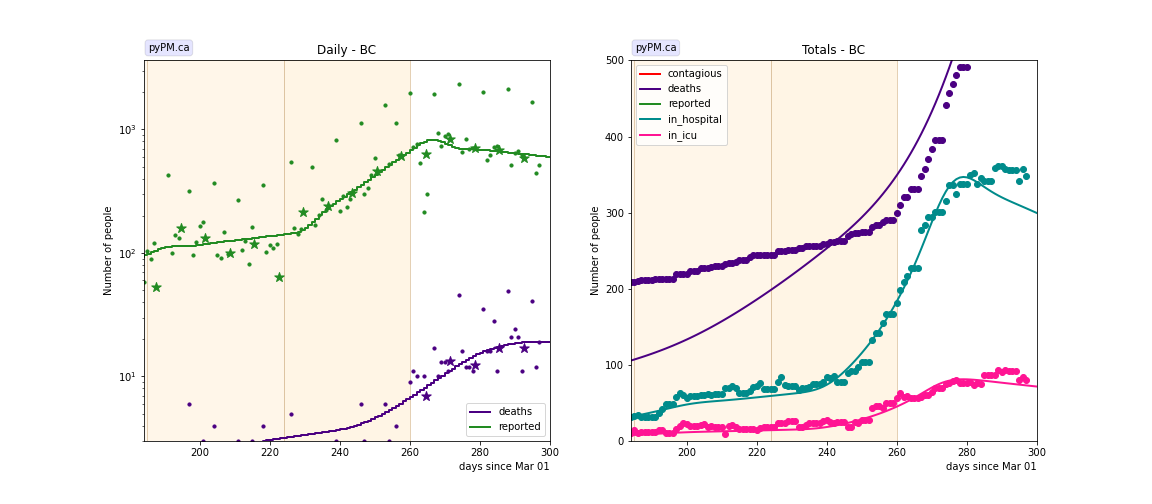 pyPM.ca
Daily - BC
Number of people
10³
10²
10¹
200
220
240
260
280
300
days since Mar 01
deaths
reported
pyPM.ca
Totals - BC
Number of people
500
400
300
200
100
0
contagious
deaths
reported
in_hospital
in_icu
200
220
240
260
280
300
days since Mar 01